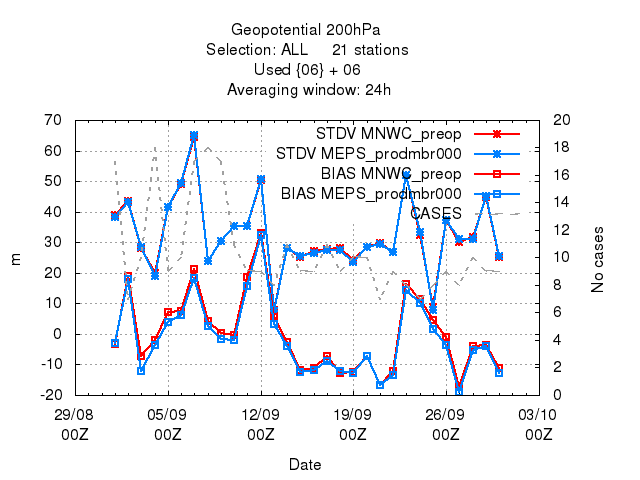 Geopotential 200hPa
Selection: ALL 21 stations
Used {06} + 06
Averaging window: 24h
70 20
60 18
50 16
40 14
30 12
20 10
10 8
0 6
-10 4
-20 2
0
STDV MNWC_preop
STDV MEPS_prodmbr000
BIAS MNWC_preop
BIAS MEPS_prodmbr000
CASES
m
No cases
29/08 05/09 12/09 19/09 26/09 03/10
00Z 00Z 00Z 00Z 00Z 00Z
Date